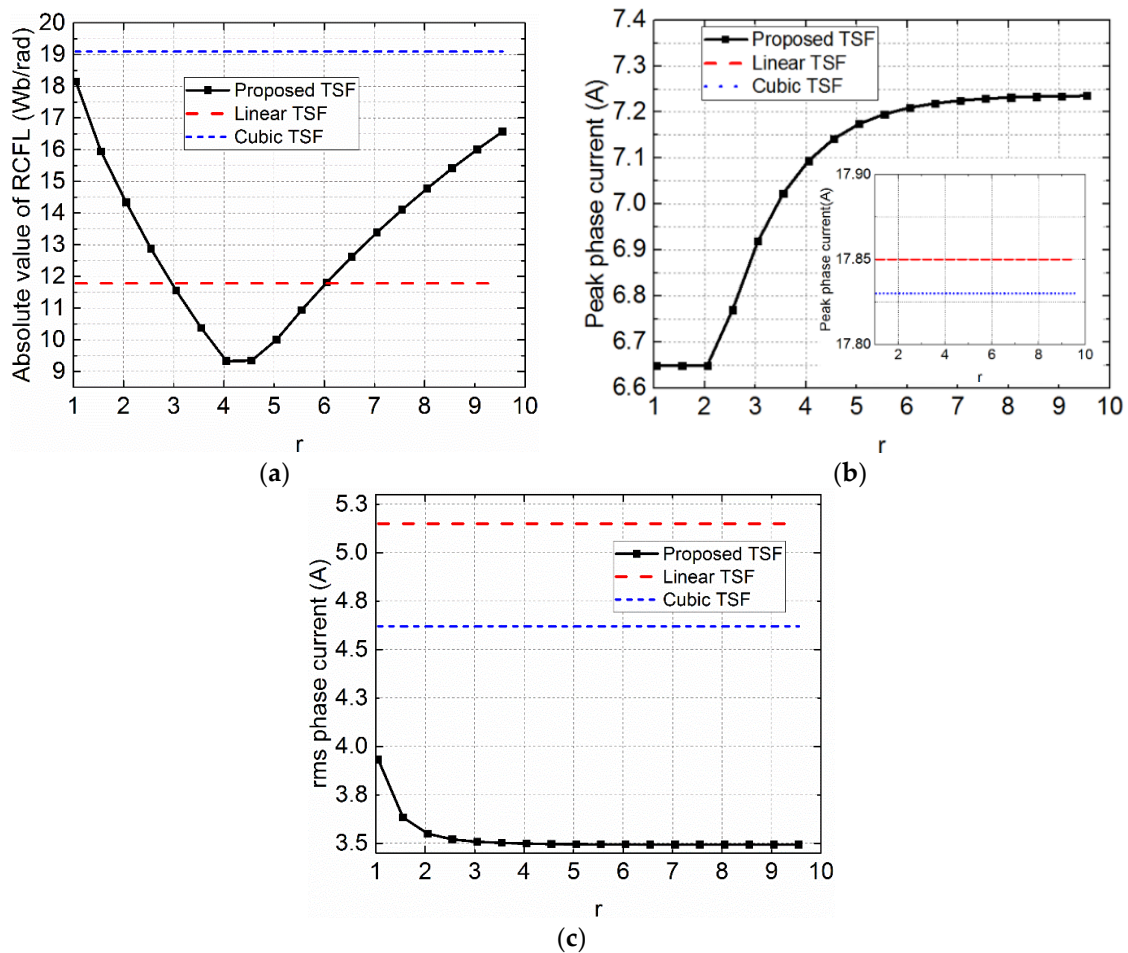 Absolute value of RCFL (Wb/rad)
20
19
18
17
16
15
14
13
12
11
10
9
Proposed TSF
Linear TSF
Cubic TSF
1 2 3 4 5 6 7 8 9 10
r
(a)
Peak phase current (A)
7.4
7.3
7.2
7.1
7.0
6.9
6.8
6.7
6.6
Proposed TSF
Linear TSF
Cubic TSF
Peak phase current(A)
17.90
17.85
17.80
2 4 6 8 10
r
1 2 3 4 5 6 7 8 9 10
r
(b)
rms phase current (A)
5.3
5.0
4.8
4.5
4.3
4.0
3.8
3.5
Proposed TSF
Linear TSF
Cubic TSF
1 2 3 4 5 6 7 8 9 10
r
(c)